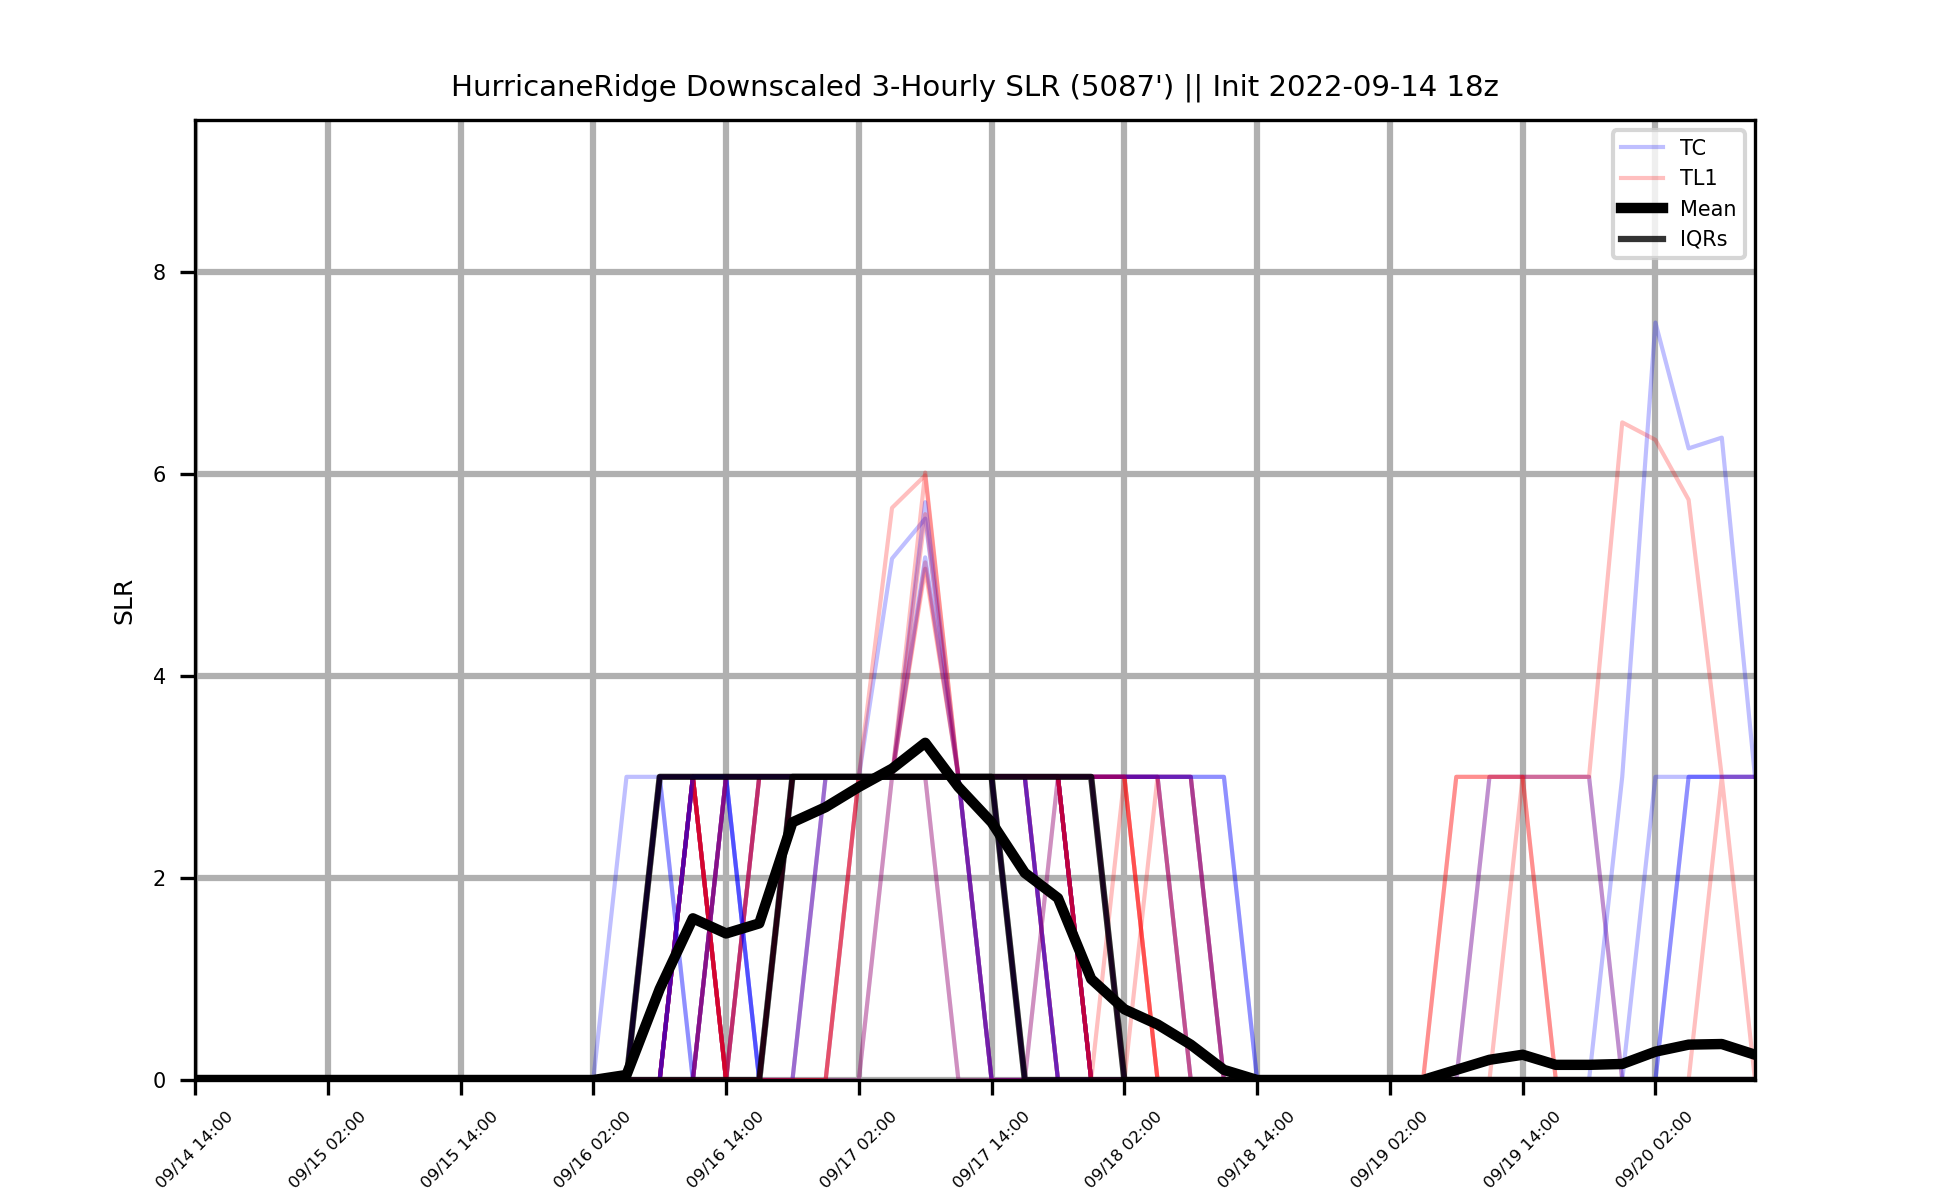 HurricaneRidge Downscaled 3-Hourly SLR (5087') || Init 2022-09-14 18z
TC
TL1
Mean
IQRs
SLR
8
6
4
2
0
09/14 14:00
09/15 02:00
09/15 14:00
09/16 02:00
09/16 14:00
09/17 02:00
09/17 14:00
09/18 02:00
09/18 14:00
09/19 02:00
09/19 14:00
09/20 02:00